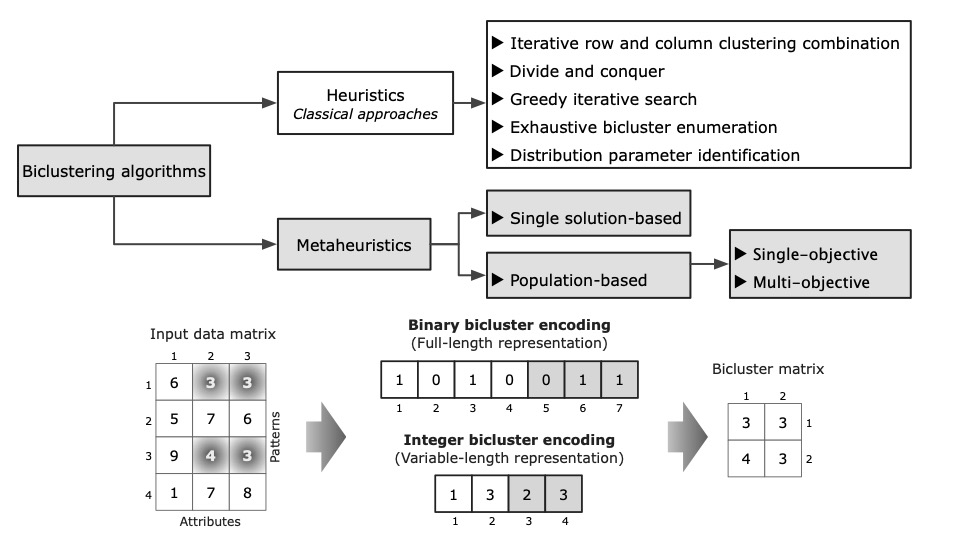 Biclustering algorithms
Heuristics
Classical approaches
▶ Iterative row and column clustering combination
▶ Divide and conquer
▶ Greedy iterative search
▶ Exhaustive bicluster enumeration
▶ Distribution parameter identification
Metaheuristics
▶ Single solution-based
▶ Population-based
▶ Single-objective
▶ Multi-objective
Input data matrix
1 2 3
1 6 3 3
2 5 7 6
3 9 4 3
4 1 7 8
Patterns
Attributes
Binary bicluster encoding
(Full-length representation)
1 0 1 0 0 1 1
1 2 3 4 5 6 7
Integer bicluster encoding
(Variable-length representation)
1 3 2 3
1 2 3 4
Bicluster matrix
1 2
3 3 1
4 3 2